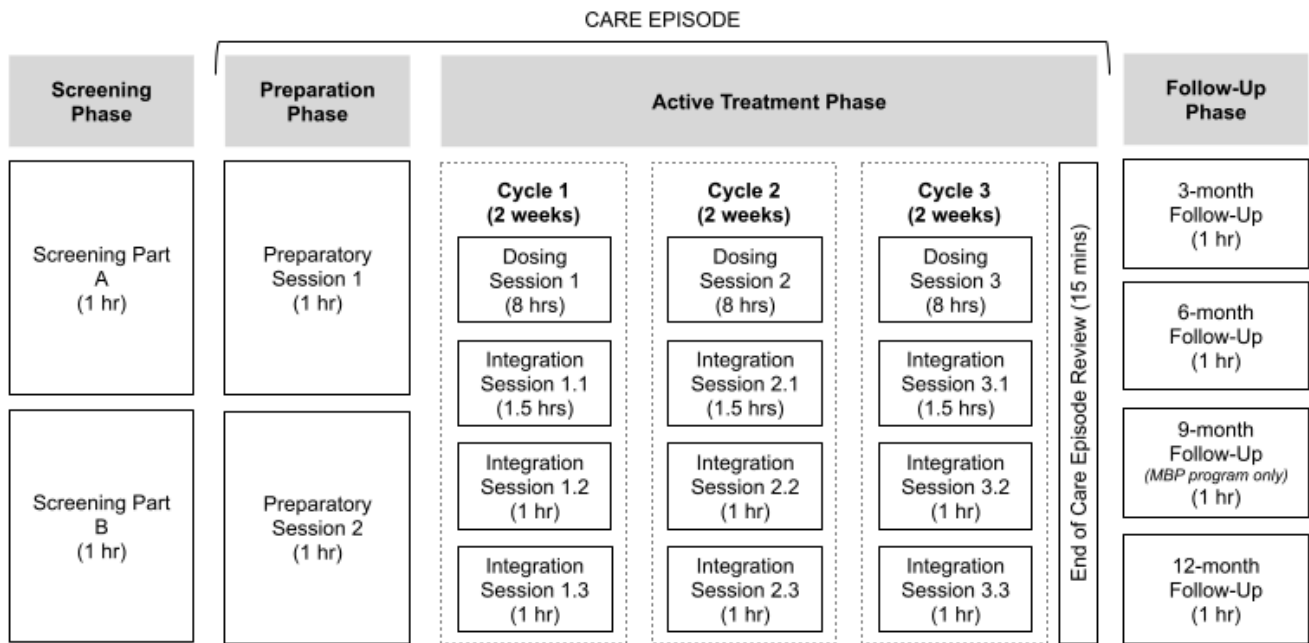 CARE EPISODE
Screening
Phase
Preparation
Phase
Active Treatment Phase
Follow-Up
Phase
Screening Part
A
(1 hr)
Screening Part
B
(1 hr)
Preparatory
Session 1
(1 hr)
Preparatory
Session 2
(1 hr)
Cycle 1
(2 weeks)
Dosing
Session 1
(8 hrs)
Integration
Session 1.1
(1.5 hrs)
Integration
Session 1.2
(1 hr)
Integration
Session 1.3
(1 hr)
Cycle 2
(2 weeks)
Dosing
Session 2
(8 hrs)
Integration
Session 2.1
(1.5 hrs)
Integration
Session 2.2
(1 hr)
Integration
Session 2.3
(1 hr)
Cycle 3
(2 weeks)
Dosing
Session 3
(8 hrs)
Integration
Session 3.1
(1.5 hrs)
Integration
Session 3.2
(1 hr)
Integration
Session 3.3
(1 hr)
End of Care Episode Review (15 mins)
3-month
Follow-Up
(1 hr)
6-month
Follow-Up
(1 hr)
9-month
Follow-Up
(MBP program only)
(1 hr)
12-month
Follow-Up
(1 hr)